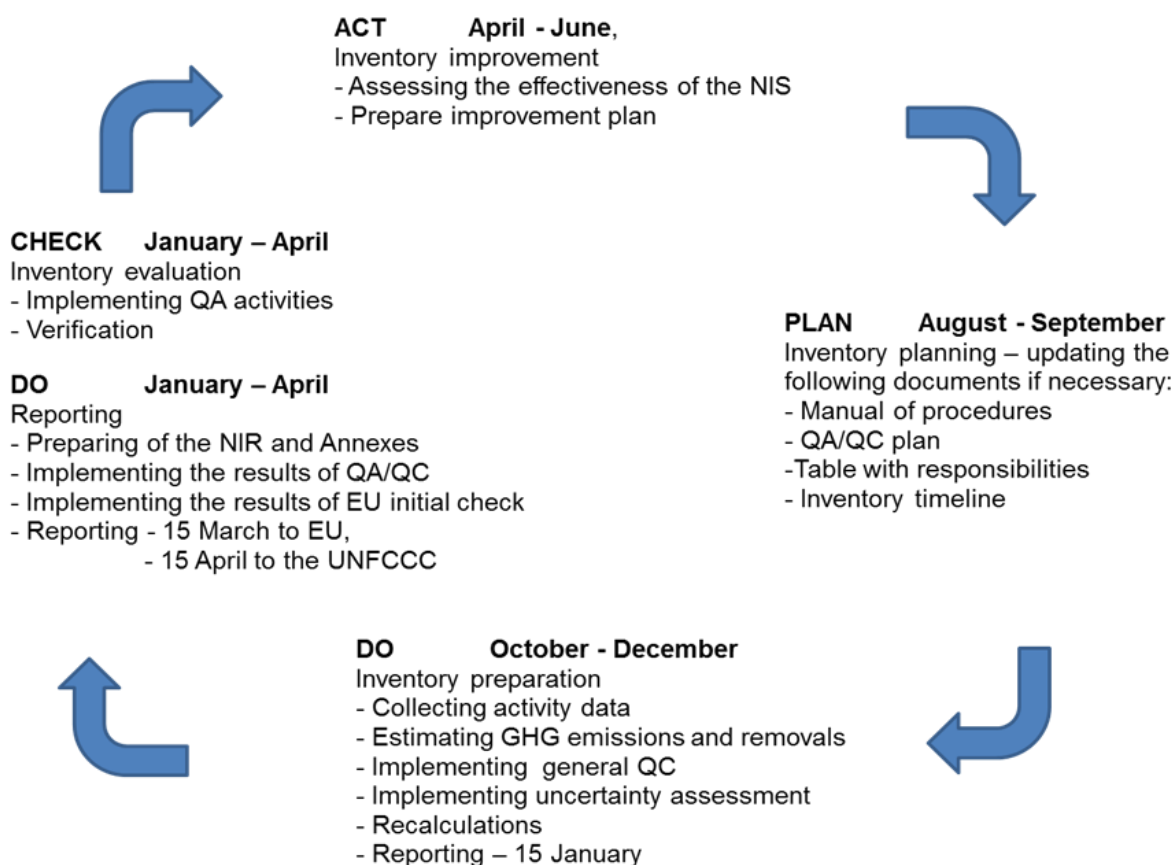 ACT April - June,
Inventory improvement
- Assessing the effectiveness of the NIS
- Prepare improvement plan
CHECK January – April
Inventory evaluation
- Implementing QA activities
- Verification
DO January – April
Reporting
- Preparing of the NIR and Annexes
- Implementing the results of QA/QC
- Implementing the results of EU initial check
- Reporting - 15 March to EU,
- 15 April to the UNFCCC
PLAN August - September
Inventory planning – updating the
following documents if necessary:
- Manual of procedures
- QA/QC plan
-Table with responsibilities
- Inventory timeline
DO October - December
Inventory preparation
- Collecting activity data
- Estimating GHG emissions and removals
- Implementing general QC
- Implementing uncertainty assessment
- Recalculations
- Reporting – 15 January